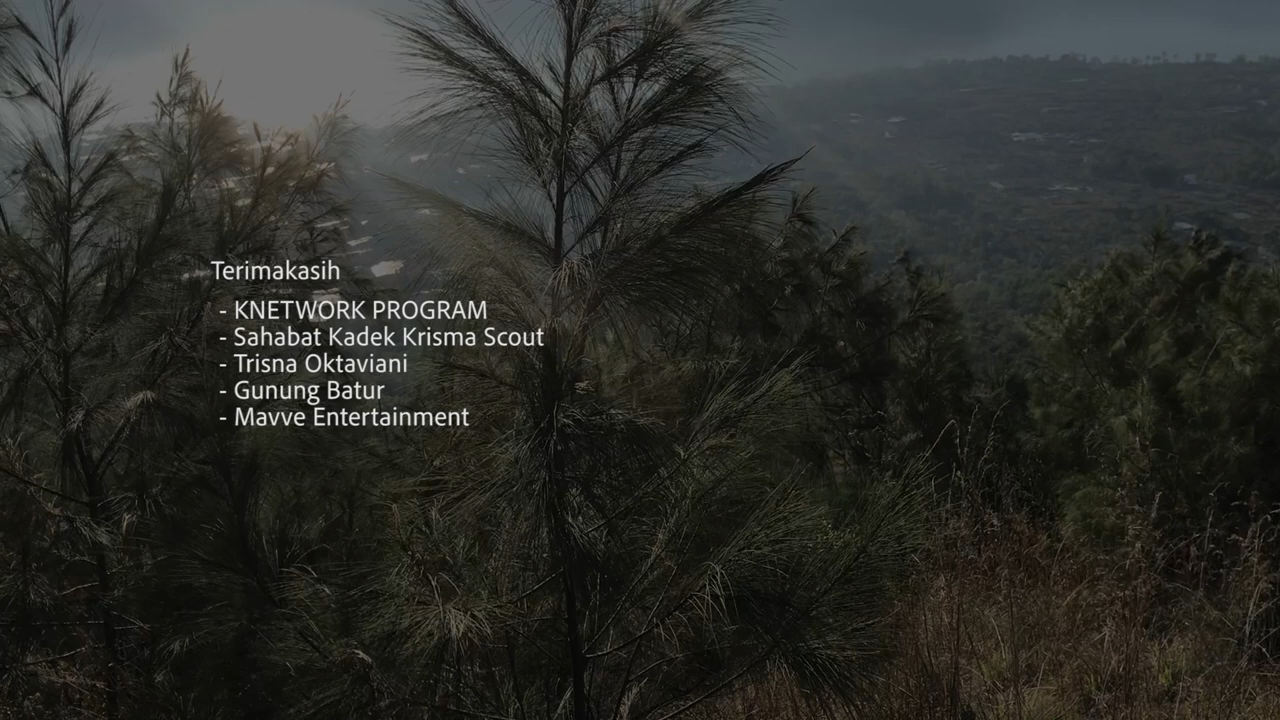 Terimakasih
- KNETWORK PROGRAM
- Sahabat Kadek Krisma Scout
- Trisna Oktaviani
- Gunung Batur
- Mavve Entertainment